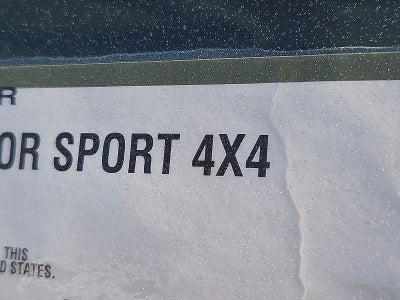 R
OR SPORT 4X4
THIS
D STATES.